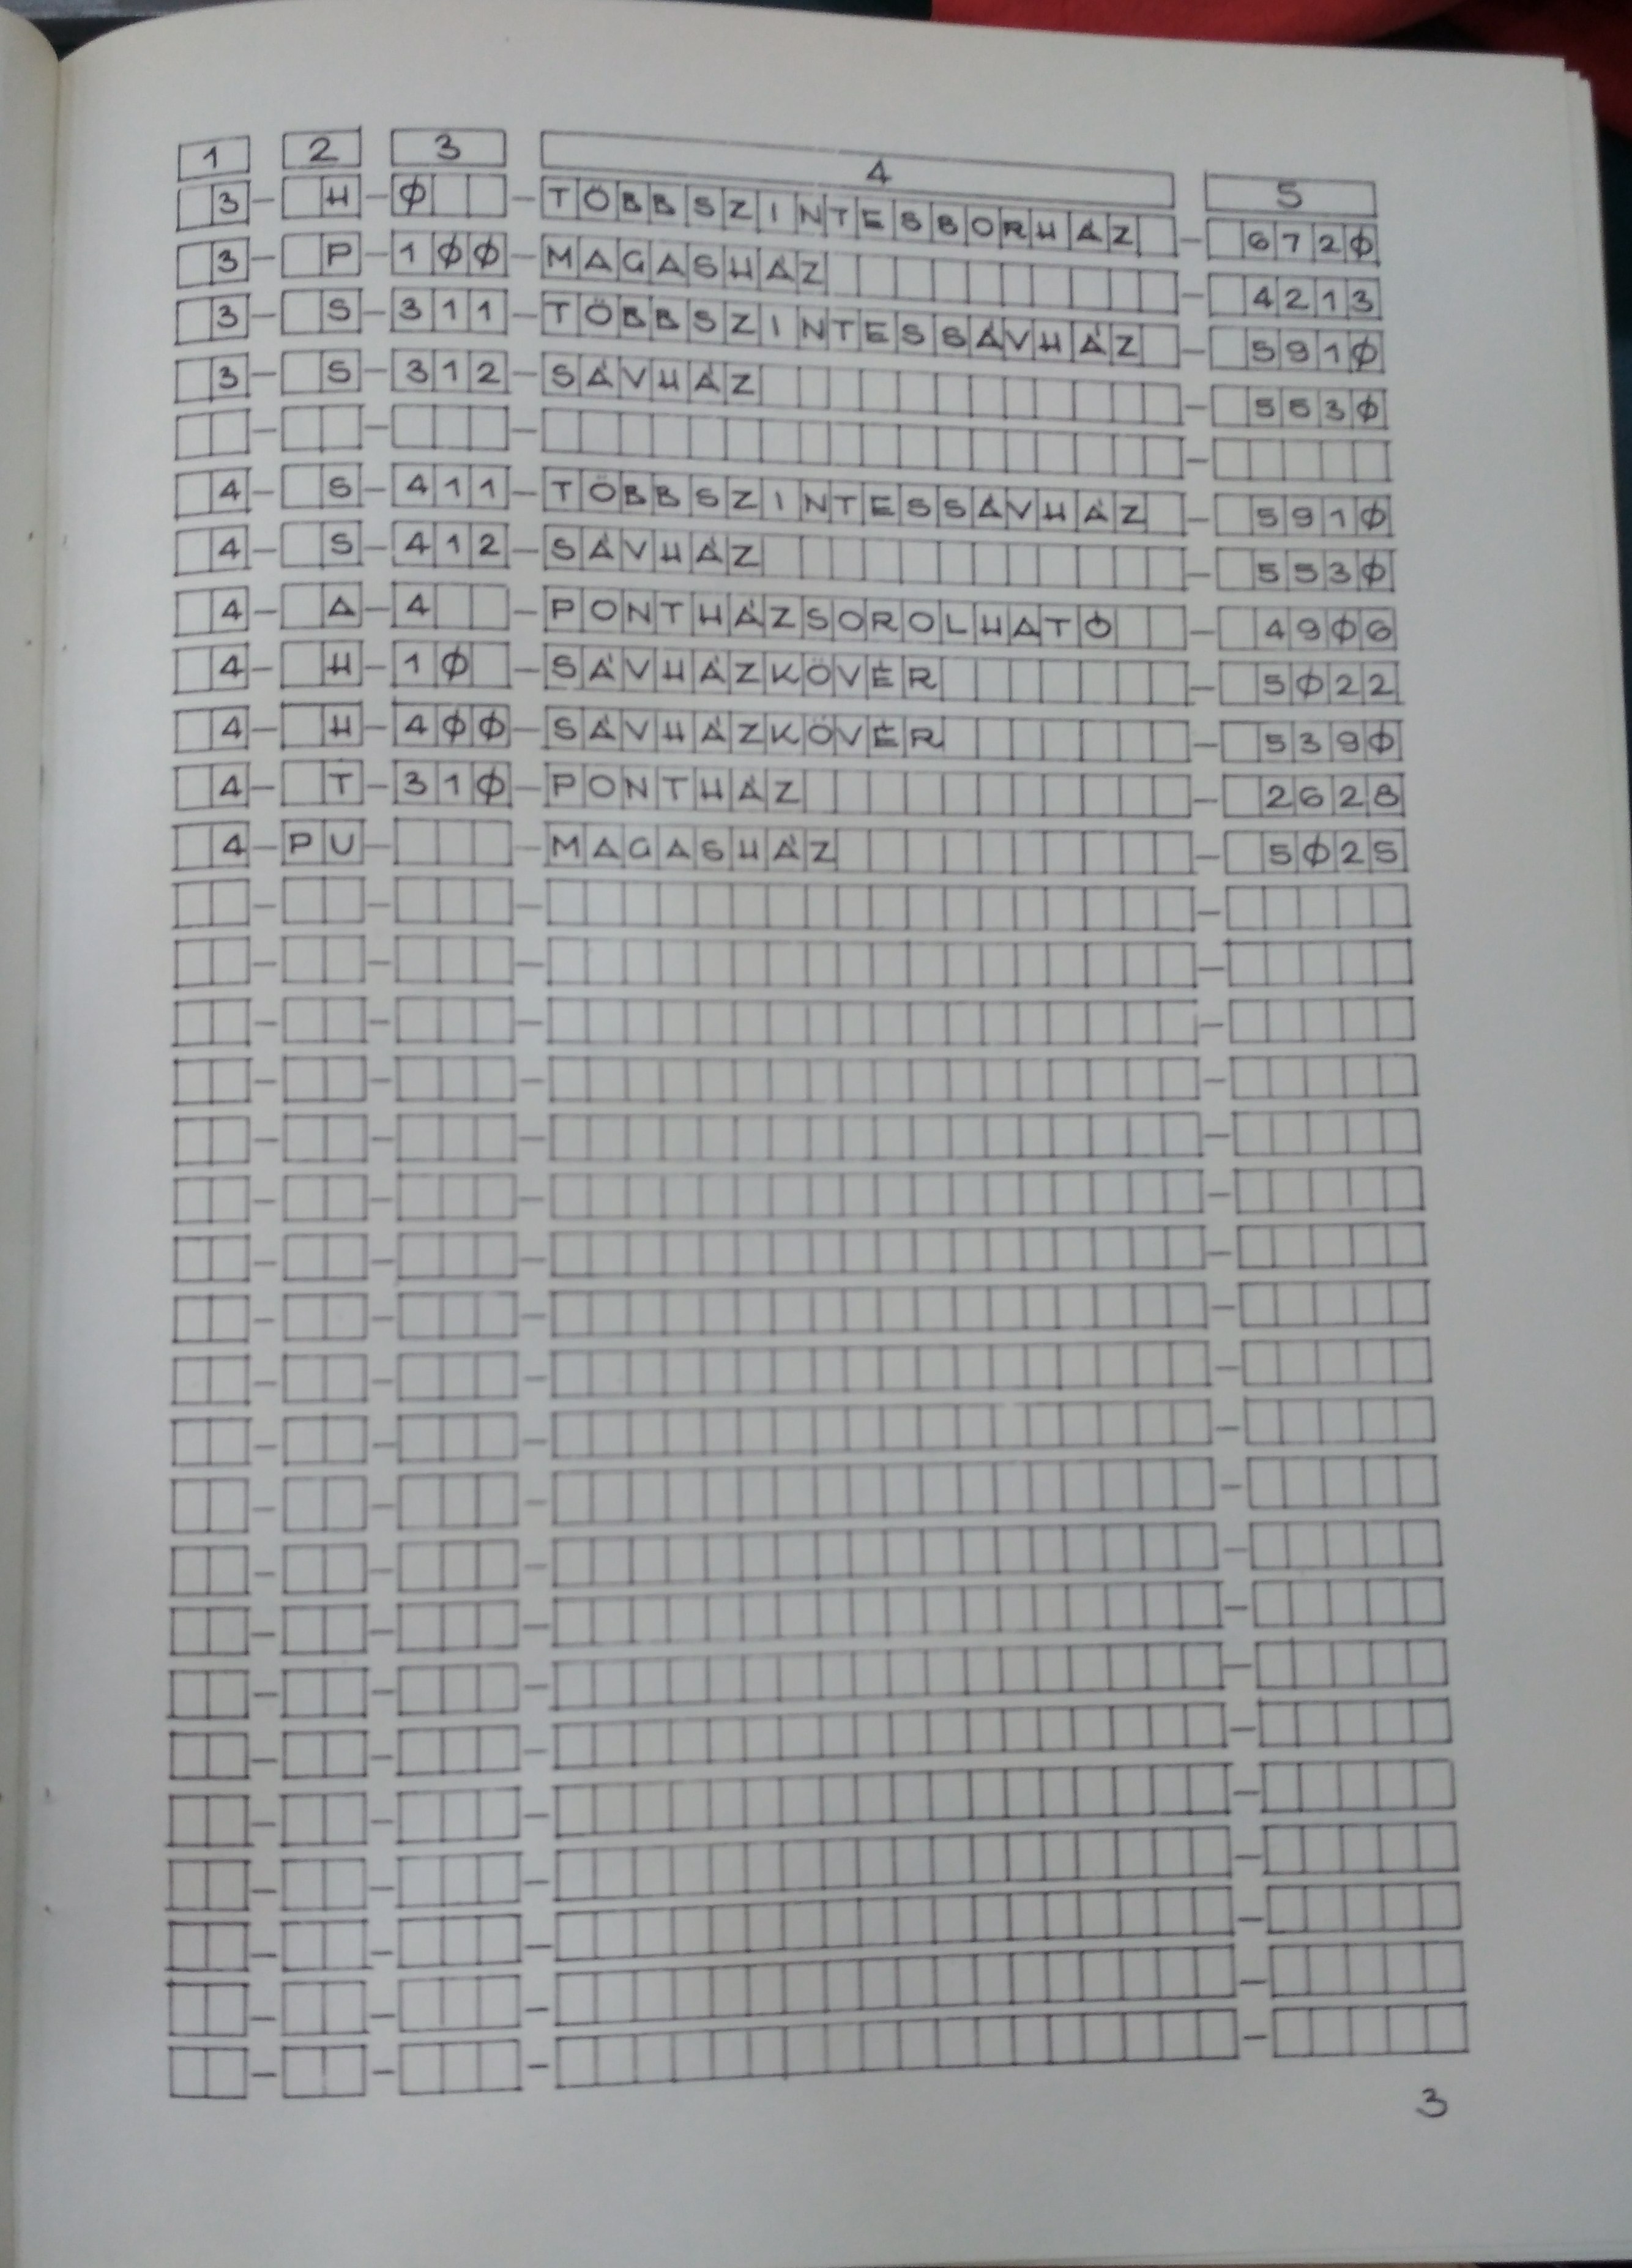 1 2 3 4 5
3 - H - Ø - TÖBBSZINTESSORHÁZ - 672Ø
3 - P - 1ØØ - MAGASHÁZ - 4213
3 - S - 311 - TÖBBSZINTESSÁVHÁZ - 591Ø
3 - S - 312 - SÁVHÁZ - 553Ø
4 - S - 411 - TÖBBSZINTESSÁVHÁZ - 591Ø
4 - S - 412 - SÁVHÁZ - 553Ø
4 - A - 4 - PONTHÁZSOROLHATÓ - 49Ø6
4 - H - 1Ø - SÁVHÁZKÖVÉR - 5Ø22
4 - H - 4ØØ - SÁVHÁZKÖVÉR - 539Ø
4 - T - 31Ø - PONTHÁZ - 2628
4 - PU - - MAGASHÁZ - 5Ø25
3